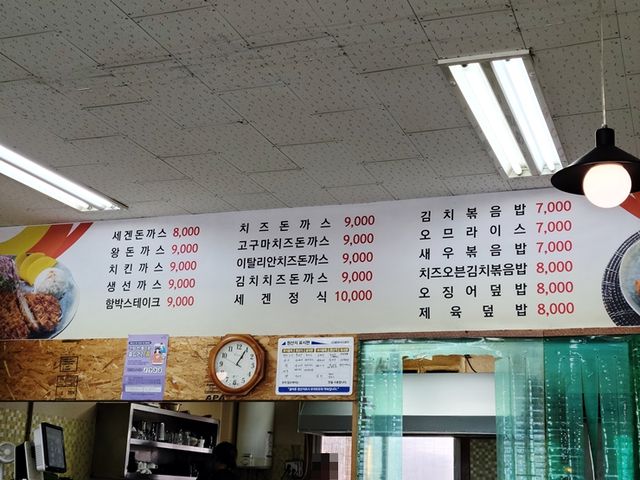 세겐돈까스 8,000
왕돈까스 9,000
치킨까스 9,000
생선까스 9,000
함박스테이크 9,000
치즈돈까스 9,000
고구마치즈돈까스 9,000
이탈리안치즈돈까스 9,000
김치치즈돈까스 9,000
세겐정식 10,000
김치볶음밥 7,000
오므라이스 7,000
새우볶음밥 7,000
치즈오븐김치볶음밥 8,000
오징어덮밥 8,000
제육덮밥 8,000
원산지 표시판